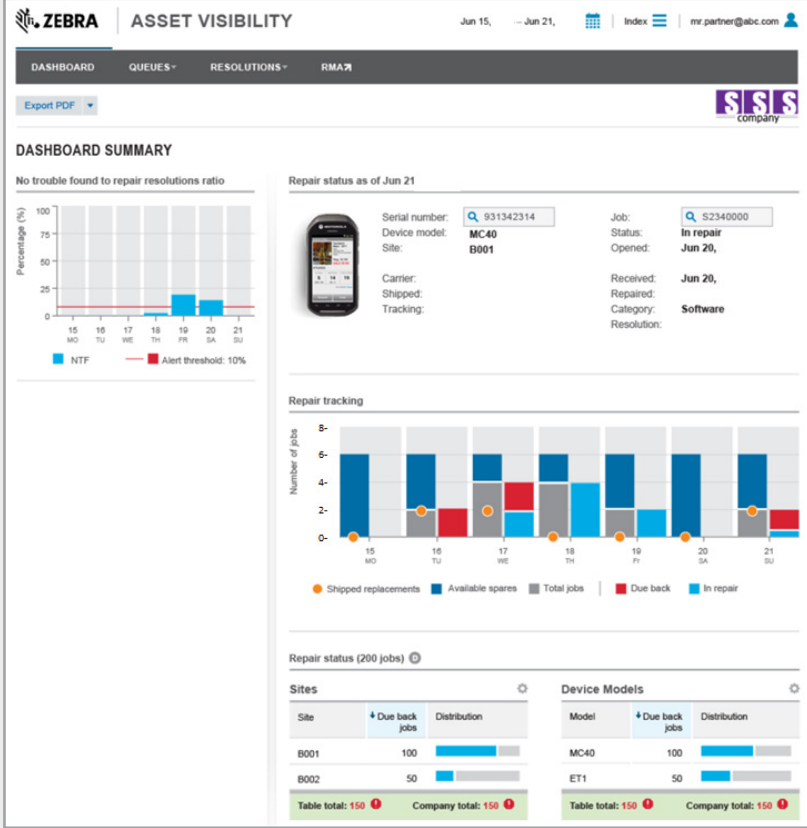 ZEBRA ASSET VISIBILITY Jun 15, – Jun 21, Index mr.partner@abc.com
DASHBOARD QUEUES RESOLUTIONS RMA
Export PDF
SSS
company
DASHBOARD SUMMARY
No trouble found to repair resolutions ratio
Percentage (%)
100
75
50
25
0
15 16 17 18 19 20 21
MO TU WE TH FR SA SU
NTF Alert threshold: 10%
Repair status as of Jun 21
MOTOROLA
Serial number: 931342314
Device model: MC40
Site: B001
Carrier:
Shipped:
Tracking:
Job: S2340000
Status: In repair
Opened: Jun 20,
Received: Jun 20,
Repaired:
Category: Software
Resolution:
Repair tracking
Number of jobs
8-
6-
4-
2-
0-
15 16 17 18 19 20 21
MO TU WE TH Fr SA SU
Shipped replacements Available spares Total jobs Due back In repair
Repair status (200 jobs) D
Sites
Site Due back jobs Distribution
B001 100
B002 50
Table total: 150 Company total: 150
Device Models
Model Due back jobs Distribution
MC40 100
ET1 50
Table total: 150 Company total: 150